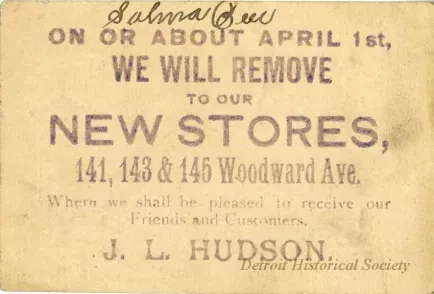 Salma
ON OR ABOUT APRIL 1st,
WE WILL REMOVE
TO OUR
NEW STORES,
141, 143 & 145 Woodward Ave.
Where we shall be pleased to receive our
Friends and Customers.
J. L. HUDSON.
Detroit Historical Society